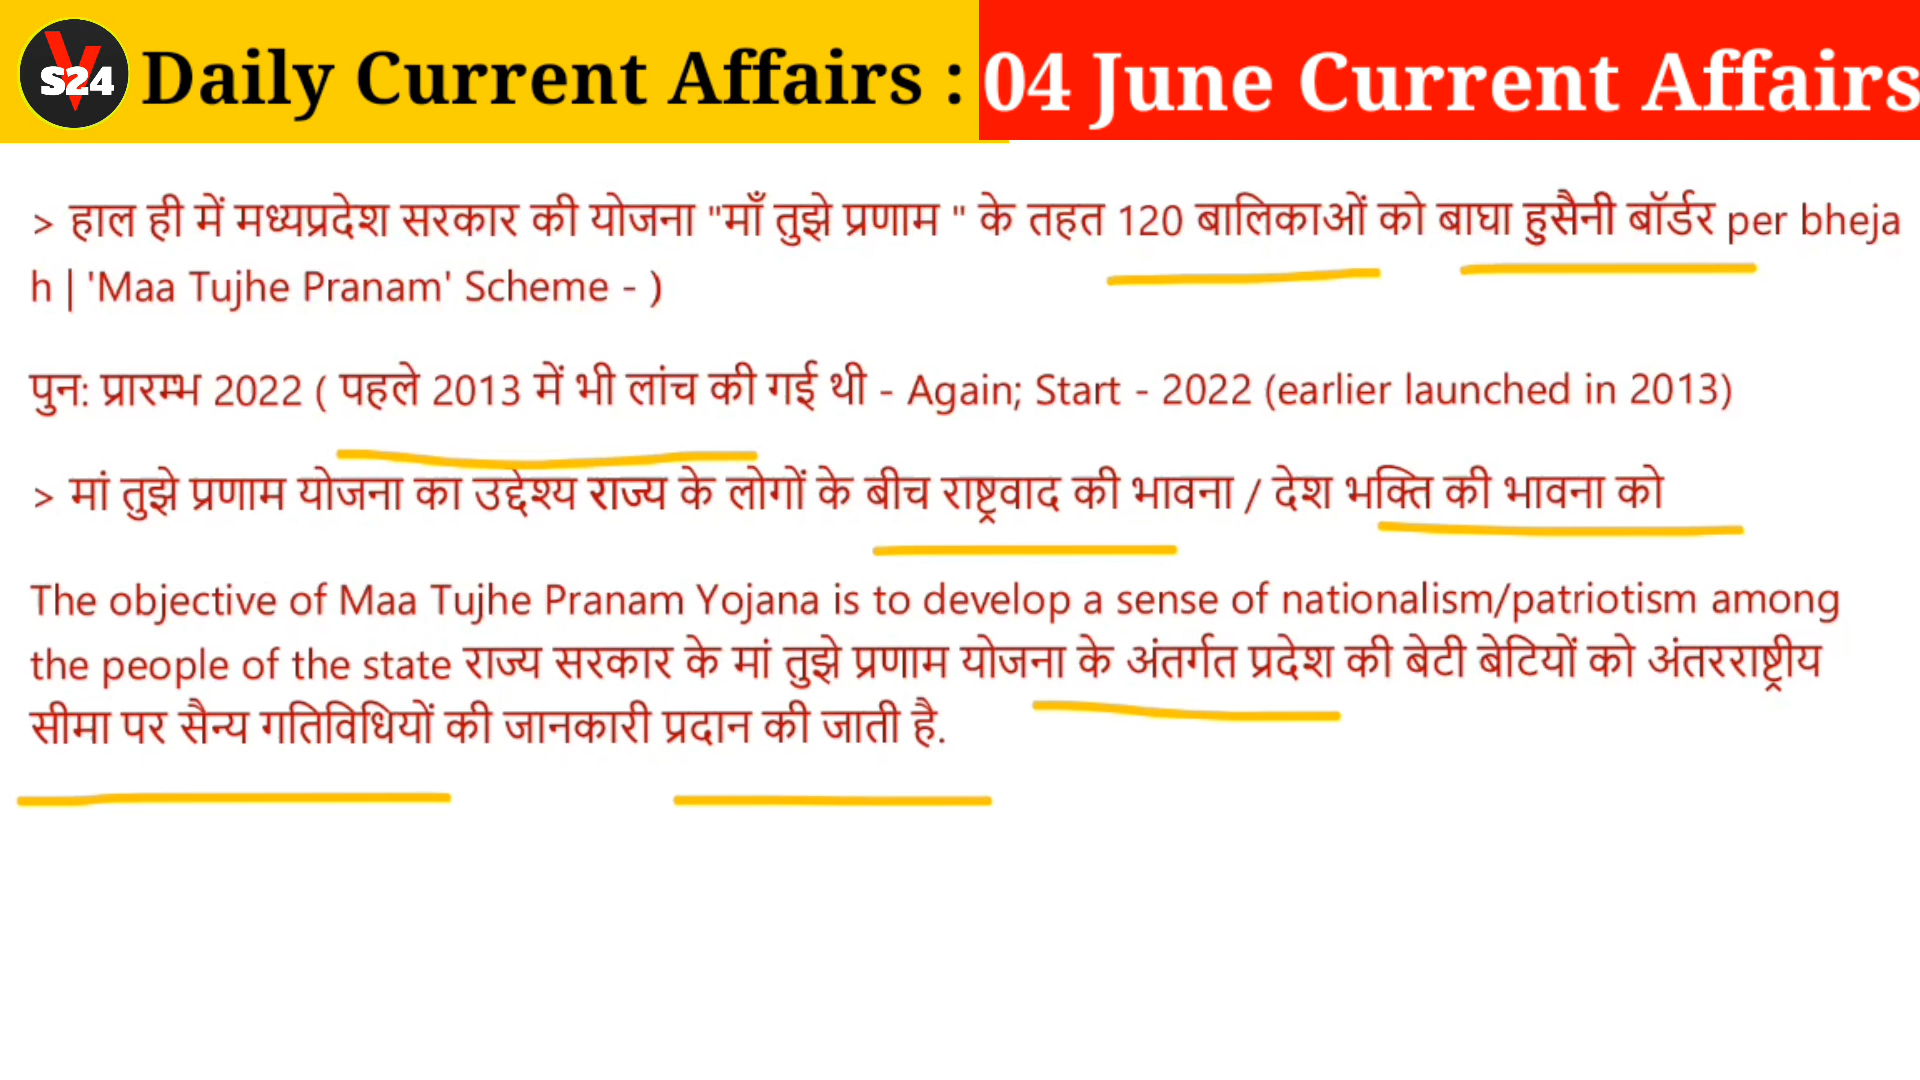 VS24
Daily Current Affairs : 04 June Current Affairs
> हाल ही में मध्यप्रदेश सरकार की योजना "माँ तुझे प्रणाम " के तहत 120 बालिकाओं को बाघा हुसैनी बॉर्डर per bheja
h | 'Maa Tujhe Pranam' Scheme - )
पुन: प्रारम्भ 2022 ( पहले 2013 में भी लांच की गई थी - Again; Start - 2022 (earlier launched in 2013)
> मां तुझे प्रणाम योजना का उद्देश्य राज्य के लोगों के बीच राष्ट्रवाद की भावना / देश भक्ति की भावना को
The objective of Maa Tujhe Pranam Yojana is to develop a sense of nationalism/patriotism among
the people of the state राज्य सरकार के मां तुझे प्रणाम योजना के अंतर्गत प्रदेश की बेटी बेटियों को अंतरराष्ट्रीय
सीमा पर सैन्य गतिविधियों की जानकारी प्रदान की जाती है.